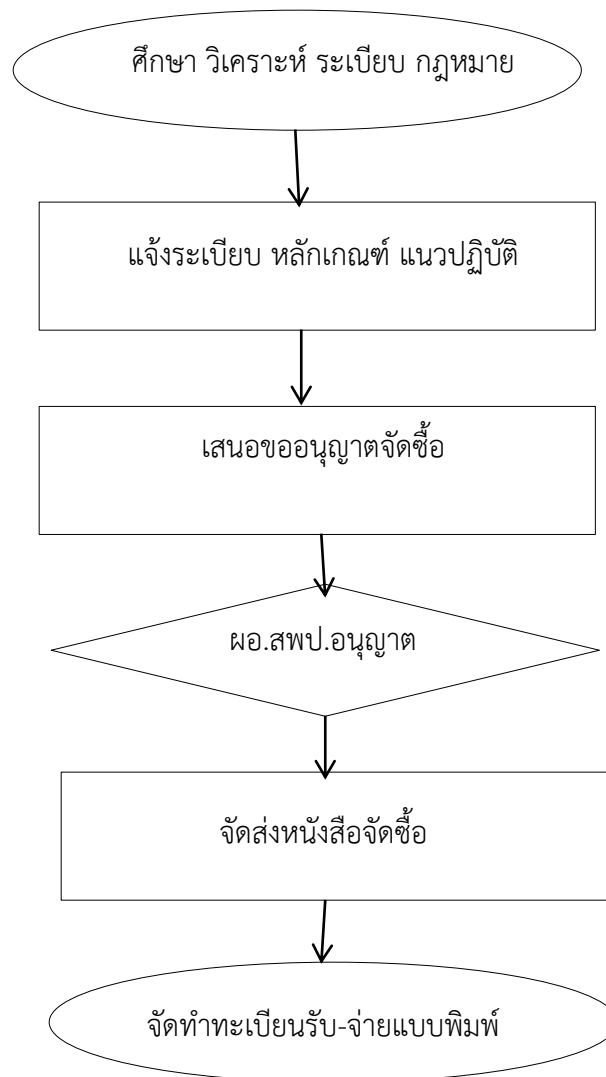 ศึกษา วิเคราะห์ ระเบียบ กฎหมาย
แจ้งระเบียบ หลักเกณฑ์ แนวปฏิบัติ
เสนอขออนุญาตจัดซื้อ
ผอ.สพป.อนุญาต
จัดส่งหนังสือจัดซื้อ
จัดทำทะเบียนรับ-จ่ายแบบพิมพ์